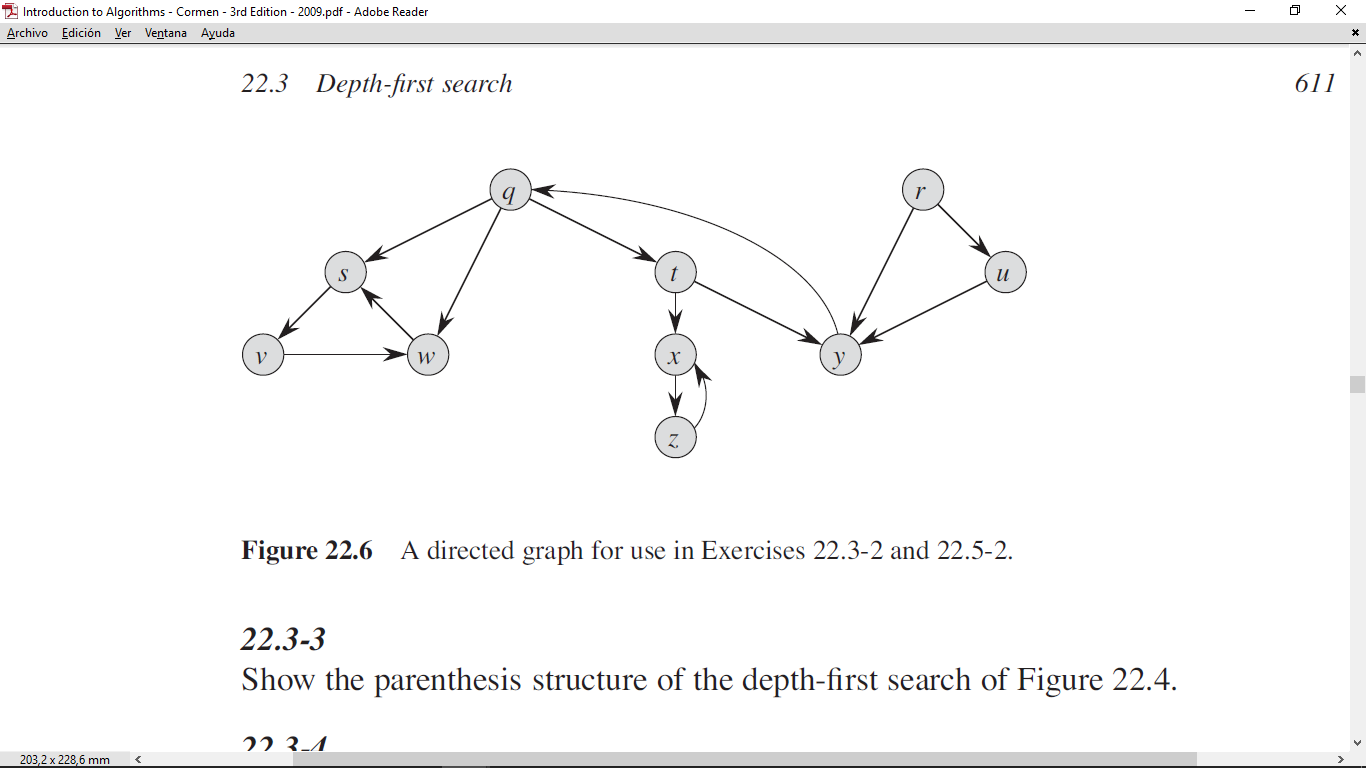 Introduction to Algorithms - Cormen - 3rd Edition - 2009.pdf - Adobe Reader
Archivo Edición Ver Ventana Ayuda
22.3 Depth-first search 611
q r
s t u
v w x y
z
Figure 22.6 A directed graph for use in Exercises 22.3-2 and 22.5-2.
22.3-3
Show the parenthesis structure of the depth-first search of Figure 22.4.
22.3-4
203,2 x 228,6 mm